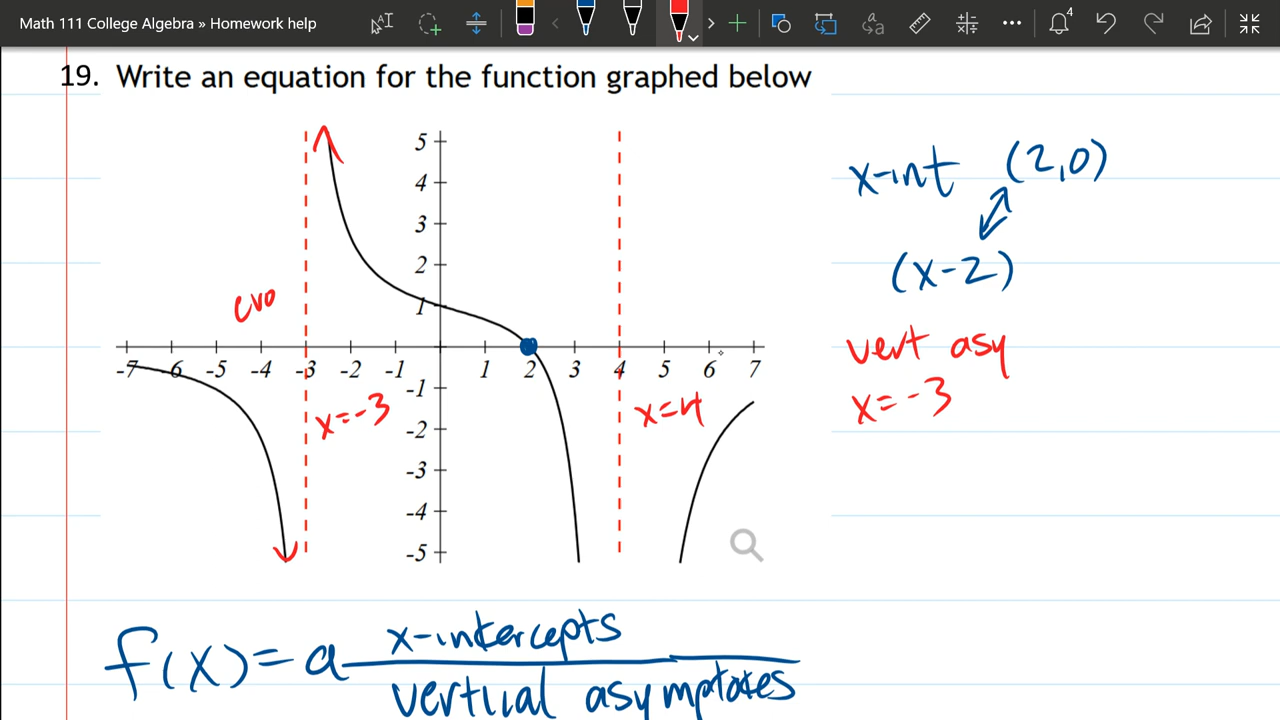 Math 111 College Algebra » Homework help
4
19. Write an equation for the function graphed below
5
4
3
2
1
-7 -6 -5 -4 -3 -2 -1 1 2 3 4 5 6 7
-1
-2
-3
-4
-5
x=-3
x=4
x-int (2,0)
(x-2)
vert asy
x=-3
f(x)=a x-intercepts
vertical asymptotes